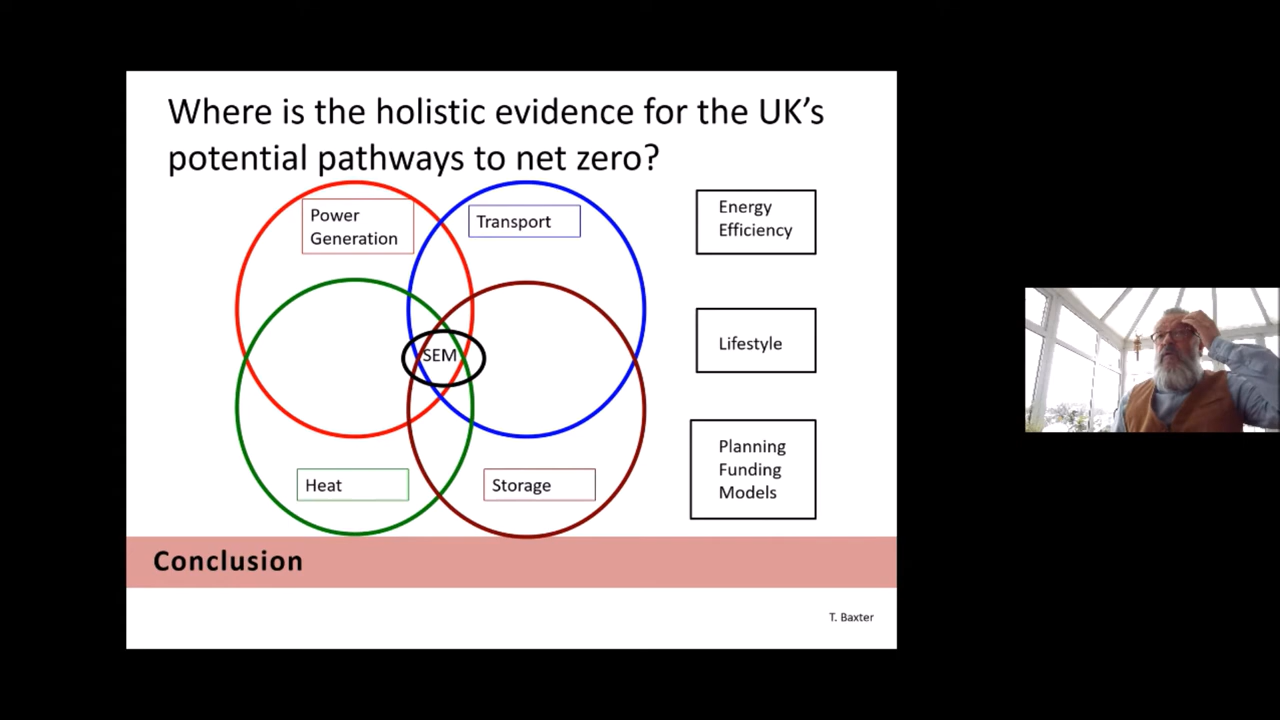 Where is the holistic evidence for the UK's
potential pathways to net zero?
Power
Generation
Transport
Energy
Efficiency
SEM
Lifestyle
Heat
Storage
Planning
Funding
Models
Conclusion
T. Baxter